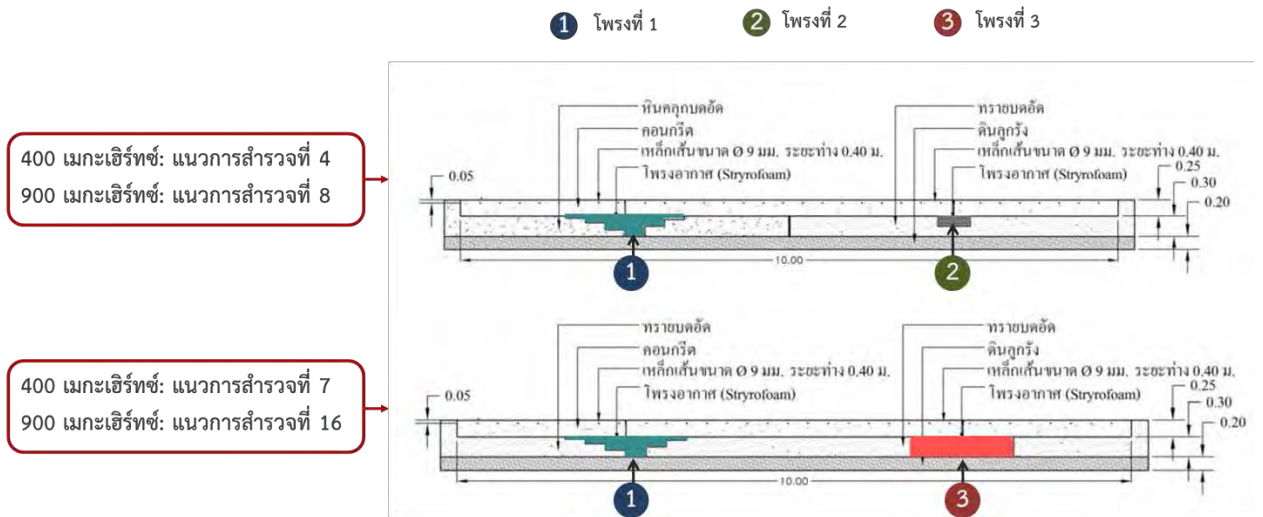 1 โพรงที่ 1 2 โพรงที่ 2 3 โพรงที่ 3
400 เมกะเฮิร์ทซ์: แนวการสำรวจที่ 4
900 เมกะเฮิร์ทซ์: แนวการสำรวจที่ 8
หินคลุกบดอัด
คอนกรีต
เหล็กเส้นขนาด Ø 9 มม. ระยะห่าง 0.40 ม.
โพรงอากาศ (Stryrofoam)
ทรายบดอัด
ดินลูกรัง
เหล็กเส้นขนาด Ø 9 มม. ระยะห่าง 0.40 ม.
โพรงอากาศ (Stryrofoam)
0.05
0.25
0.30
0.20
10.00
1
2
400 เมกะเฮิร์ทซ์: แนวการสำรวจที่ 7
900 เมกะเฮิร์ทซ์: แนวการสำรวจที่ 16
ทรายบดอัด
คอนกรีต
เหล็กเส้นขนาด Ø 9 มม. ระยะห่าง 0.40 ม.
โพรงอากาศ (Stryrofoam)
ทรายบดอัด
ดินลูกรัง
เหล็กเส้นขนาด Ø 9 มม. ระยะห่าง 0.40 ม.
โพรงอากาศ (Stryrofoam)
0.05
0.25
0.30
0.20
10.00
1
3